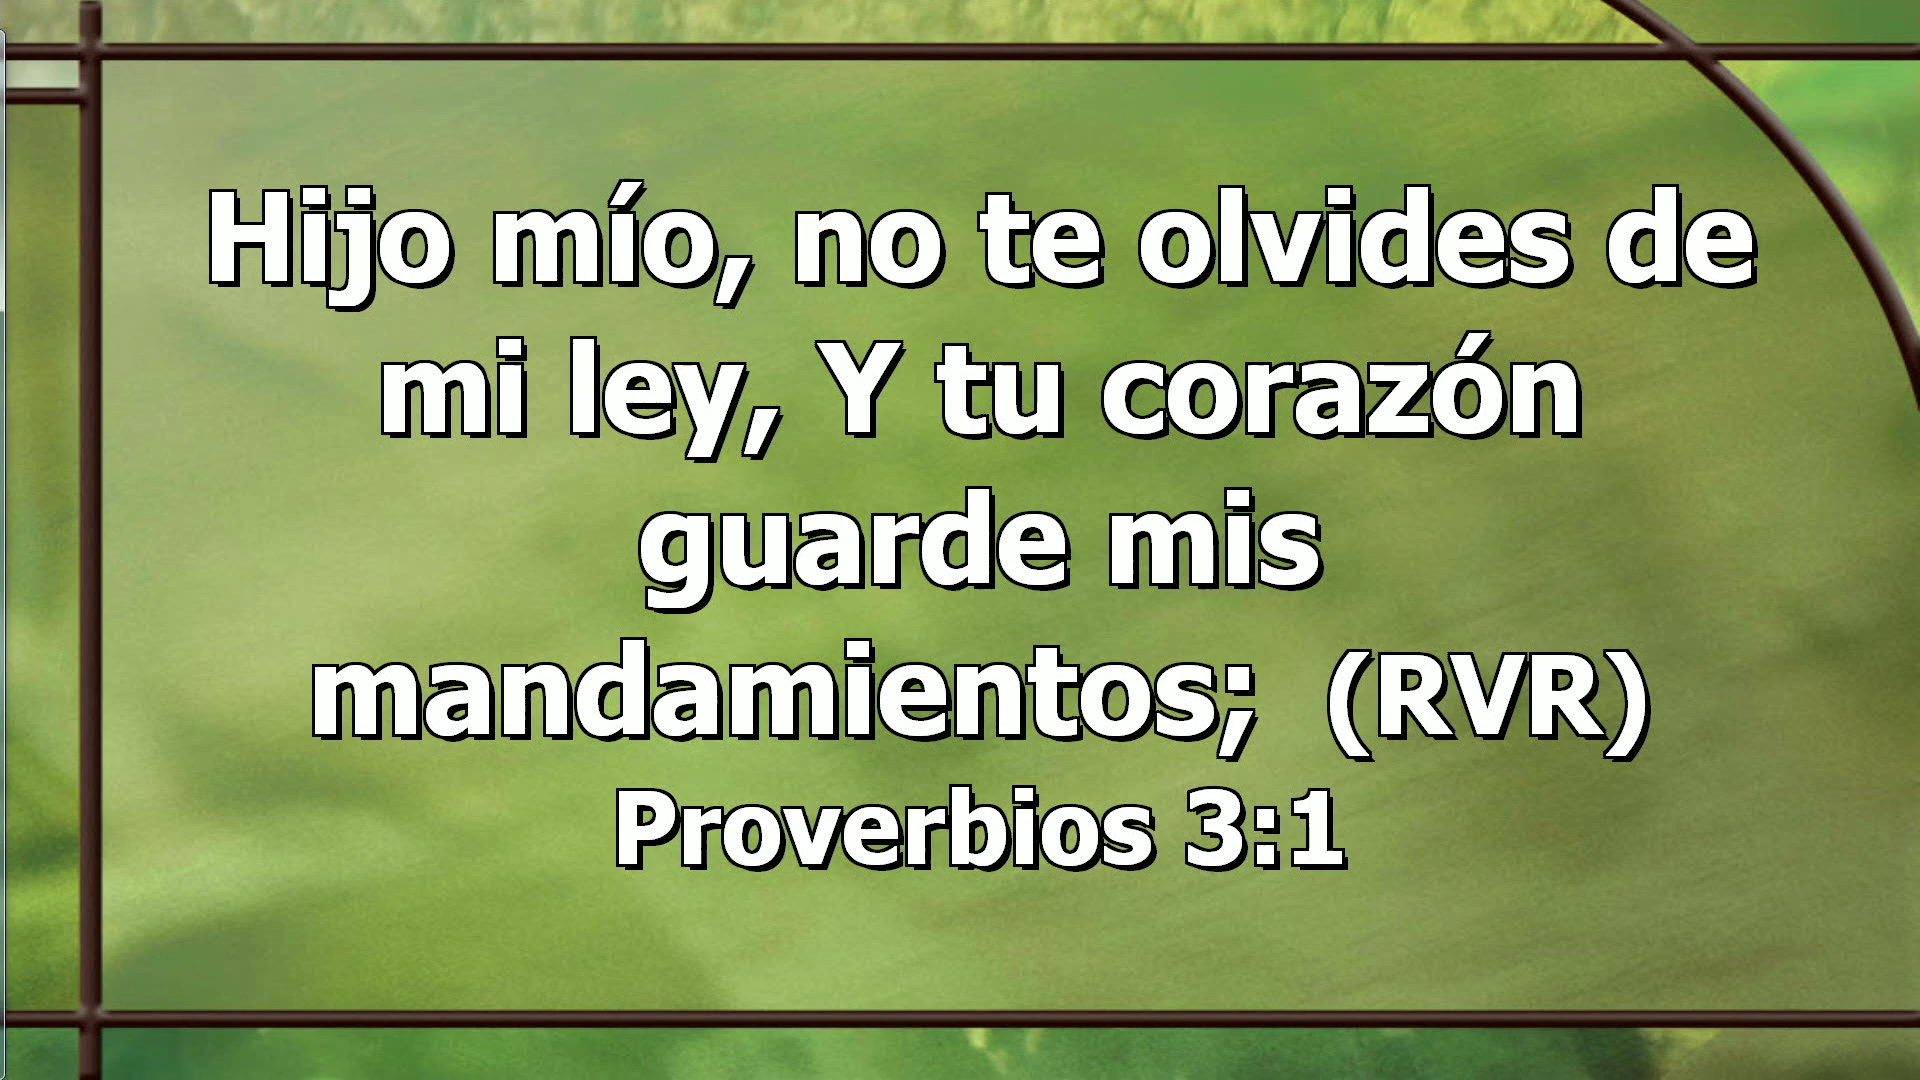 Hijo mío, no te olvides de
mi ley, Y tu corazón
guarde mis
mandamientos; (RVR)
Proverbios 3:1